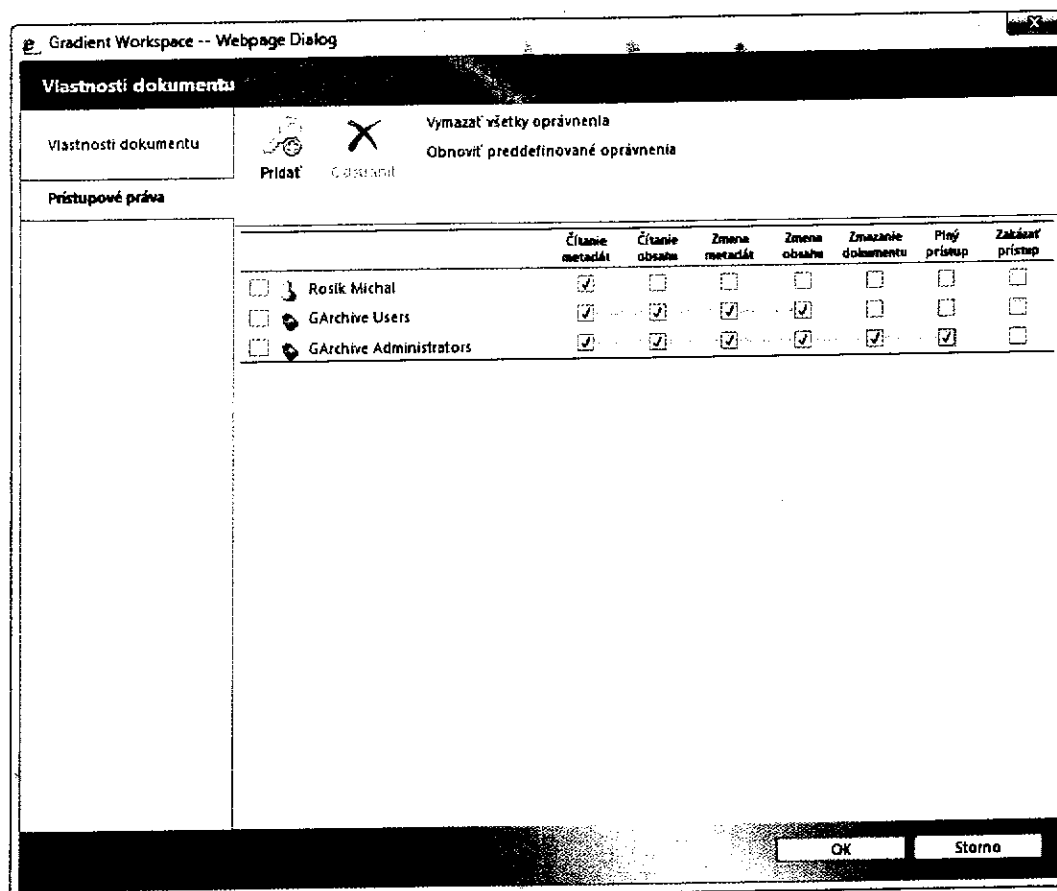 Gradient Workspace -- Webpage Dialog
X
Vlastnosti dokumentu
Vlastnosti dokumentu
Prístupové práva
Pridať
Odstrániť
Vymazať všetky oprávnenia
Obnoviť preddefinované oprávnenia
Čítanie metadát
Čítanie obsahu
Zmena metadát
Zmena obsahu
Zmazanie dokumentu
Plný prístup
Zakázať prístup
Rosík Michal
GArchive Users
GArchive Administrators
OK
Storno